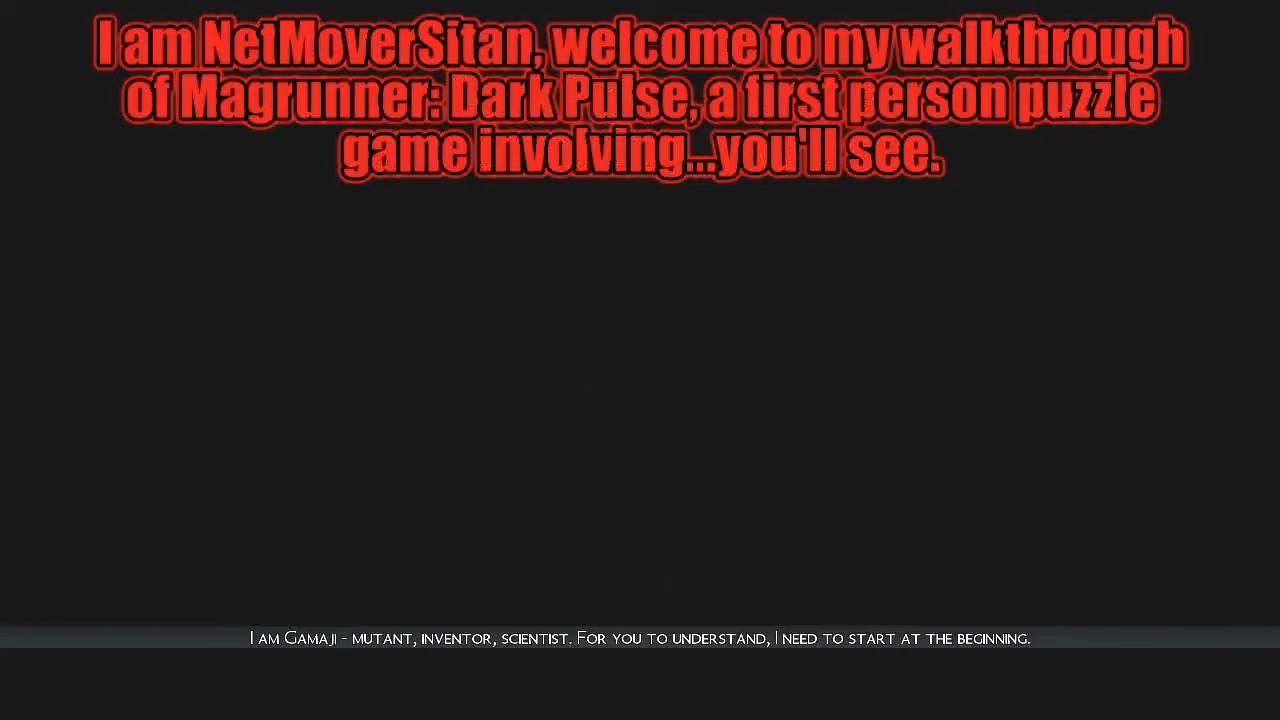 I am NetMoverSitan, welcome to my walkthrough
of Magrunner: Dark Pulse, a first person puzzle
game involving...you'll see.
I am Gamaji - mutant, inventor, scientist. For you to understand, I need to start at the beginning.